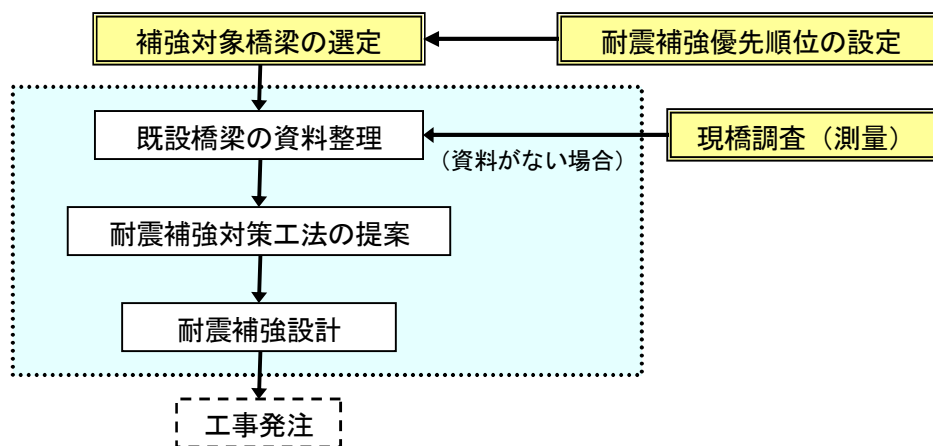 補強対象橋梁の選定
耐震補強優先順位の設定
既設橋梁の資料整理
現橋調査（測量）
（資料がない場合）
耐震補強対策工法の提案
耐震補強設計
工事発注